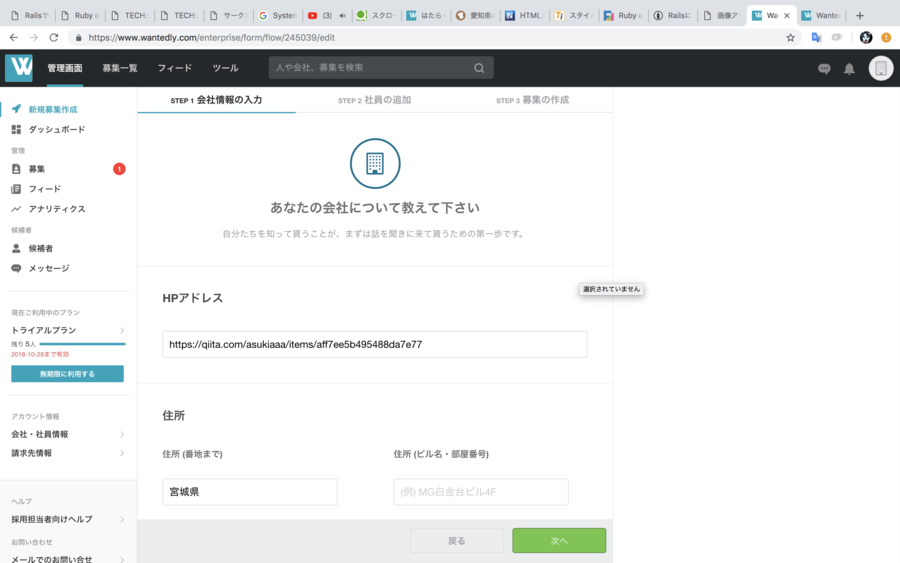 Railsで
Ruby c
TECH:
TECH:
サーク
System
(3)
スクロ
はたら
愛知県
HTML
スタイ
Ruby c
Railsに
画像ア
Wa
Wanted
https://www.wantedly.com/enterprise/form/flow/245039/edit
W
管理画面
募集一覧
フィード
ツール
人や会社、募集を検索
新規募集作成
ダッシュボード
管理
募集
1
フィード
アナリティクス
候補者
候補者
メッセージ
現在ご利用中のプラン
トライアルプラン
残り 5人
2018-10-28まで有効
無期限に利用する
アカウント情報
会社・社員情報
請求先情報
ヘルプ
採用担当者向けヘルプ
お問い合わせ
メールでのお問い合せ
STEP 1 会社情報の入力
STEP 2 社員の追加
STEP 3 募集の作成
あなたの会社について教えて下さい
自分たちを知って貰うことが、まずは話を聞きに来て貰うための第一歩です。
選択されていません
HPアドレス
https://qiita.com/asukiaaa/items/aff7ee5b495488da7e77
住所
住所 (番地まで)
住所 (ビル名・部屋番号)
宮城県
(例) MG白金台ビル4F
戻る
次へ